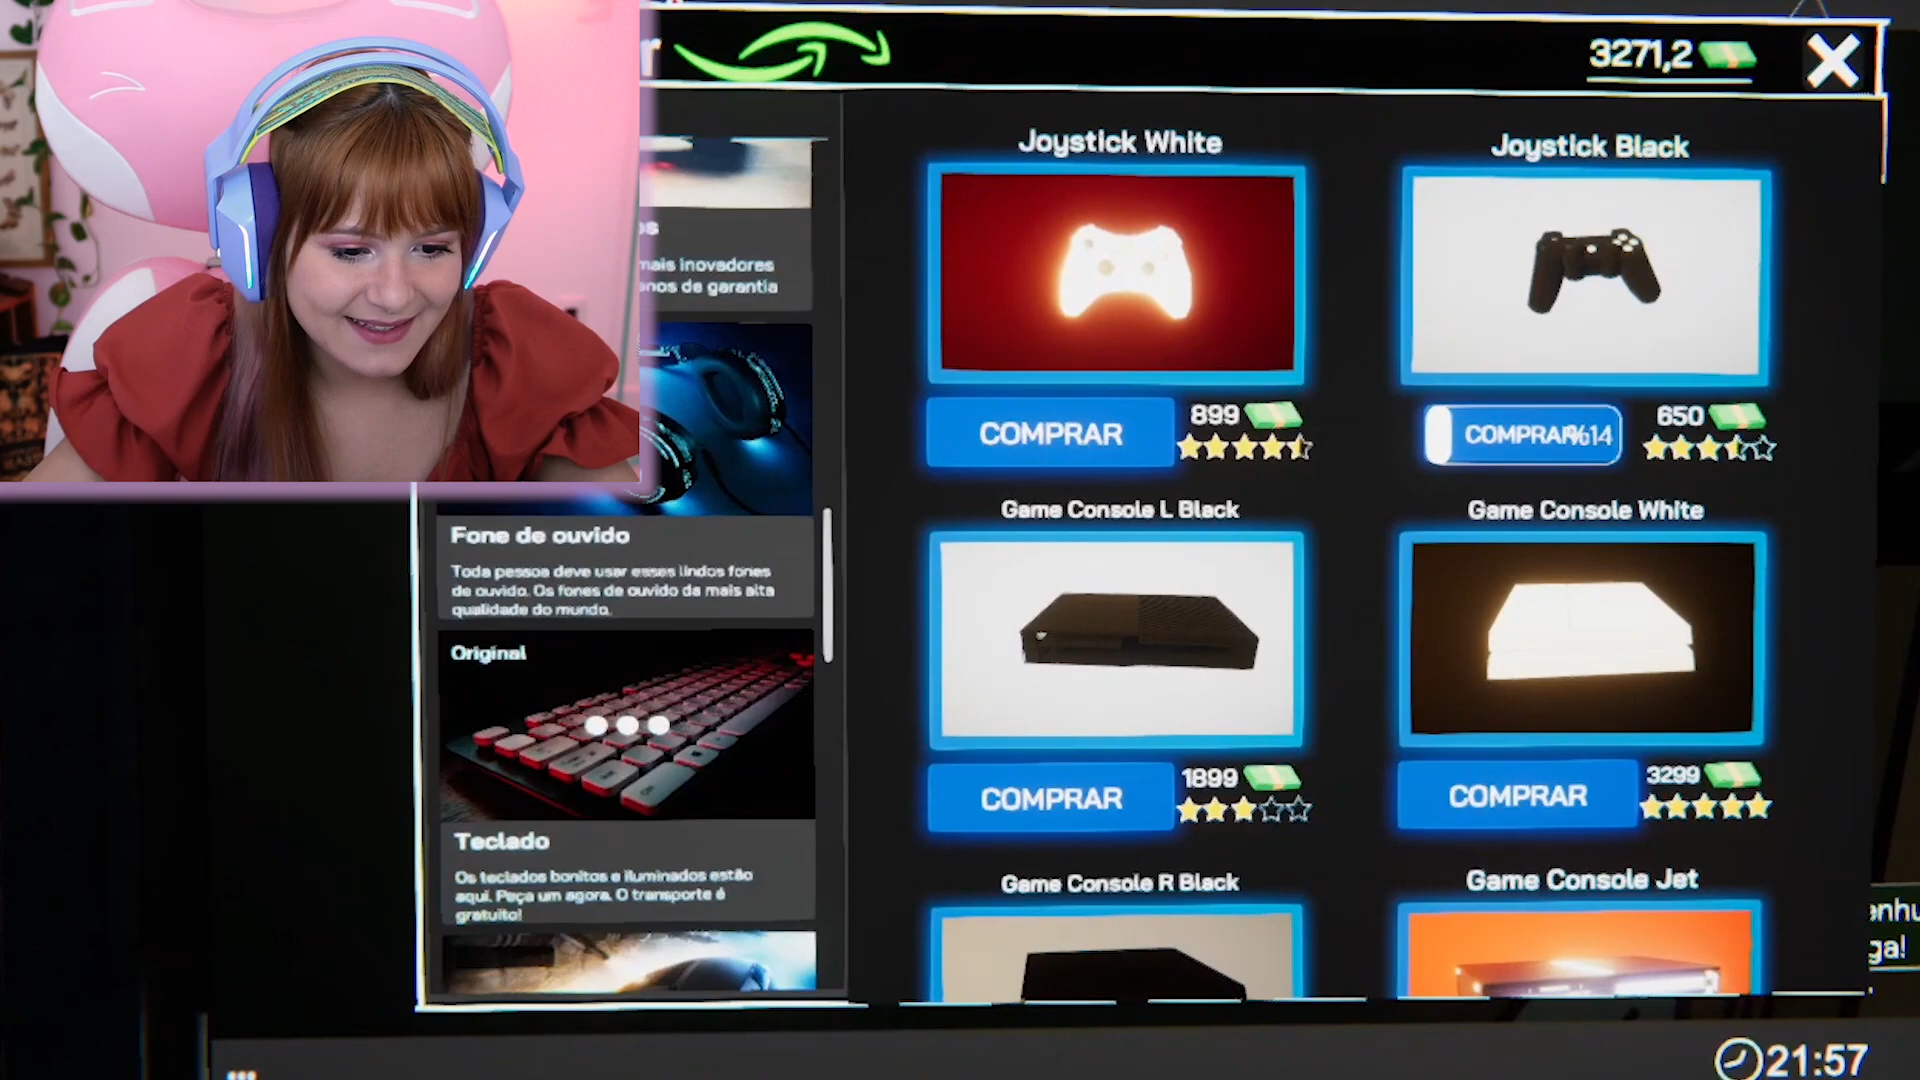 r
3271,2
s
mais inovadores
anos de garantia
Fone de ouvido
Toda pessoa deve usar esses lindos fones
de ouvido. Os fones de ouvido da mais alta
qualidade do mundo.
Original
Teclado
Os teclados bonitos e iluminados estão
aqui. Peça um agora. O transporte é
gratuito!
Joystick White
COMPRAR
899
Joystick Black
COMPRAR
%14
650
Game Console L Black
COMPRAR
1899
Game Console White
COMPRAR
3299
Game Console R Black
Game Console Jet
enhu
ga!
21:57